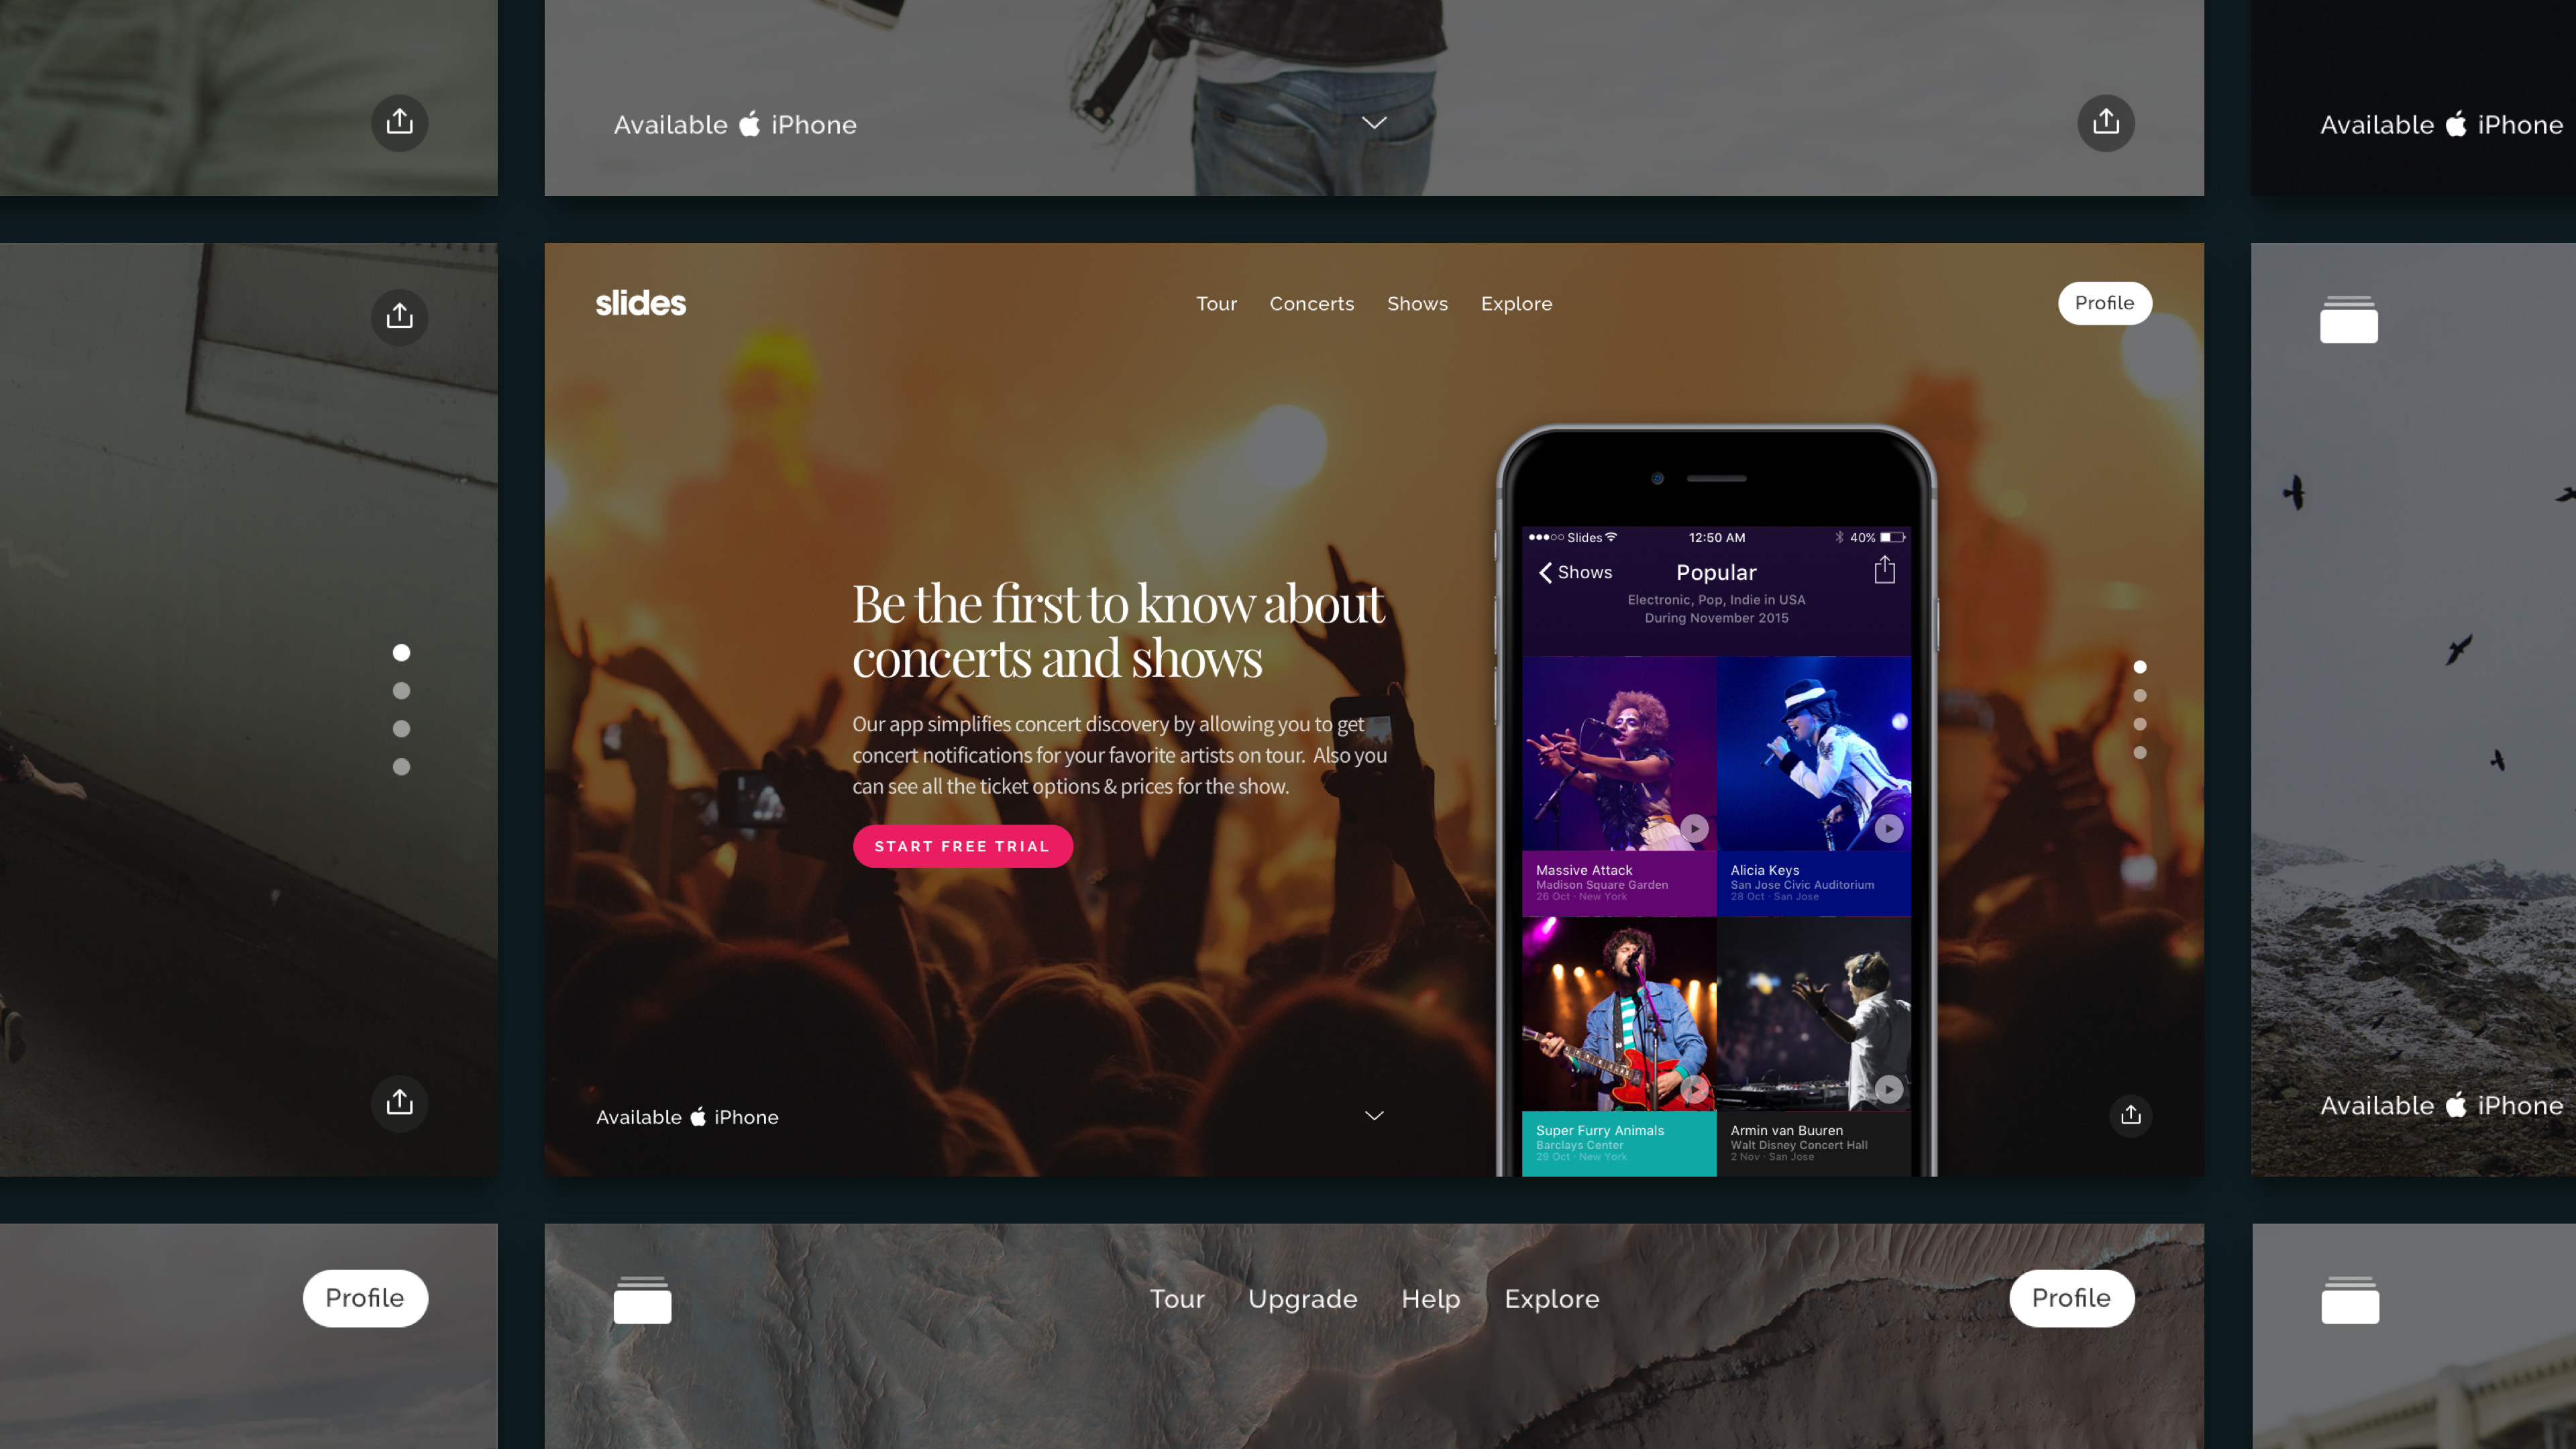 Available iPhone
Available iPhone
slides
Tour Concerts Shows Explore
Profile
Be the first to know about
concerts and shows
Our app simplifies concert discovery by allowing you to get
concert notifications for your favorite artists on tour. Also you
can see all the ticket options & prices for the show.
START FREE TRIAL
Available iPhone
Slides
12:50 AM
40%
Shows
Popular
Electronic, Pop, Indie in USA
During November 2015
Massive Attack
Madison Square Garden
26 Oct · New York
Alicia Keys
San Jose Civic Auditorium
28 Oct · San Jose
Super Furry Animals
Barclays Center
29 Oct · New York
Armin van Buuren
Walt Disney Concert Hall
2 Nov · San Jose
Available iPhone
Profile
Tour Upgrade Help Explore
Profile